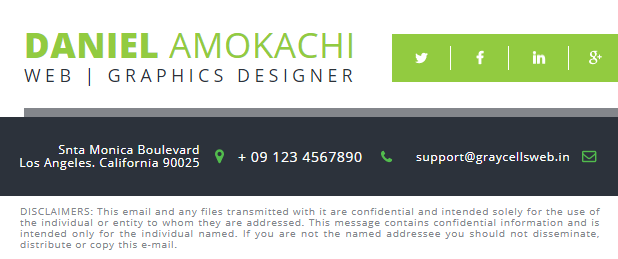 DANIEL AMOKACHI
WEB | GRAPHICS DESIGNER
Snta Monica Boulevard
Los Angeles. California 90025
+ 09 123 4567890
support@graycellsweb.in
DISCLAIMERS: This email and any files transmitted with it are confidential and intended solely for the use of
the individual or entity to whom they are addressed. This message contains confidential information and is
intended only for the individual named. If you are not the named addressee you should not disseminate,
distribute or copy this e-mail.